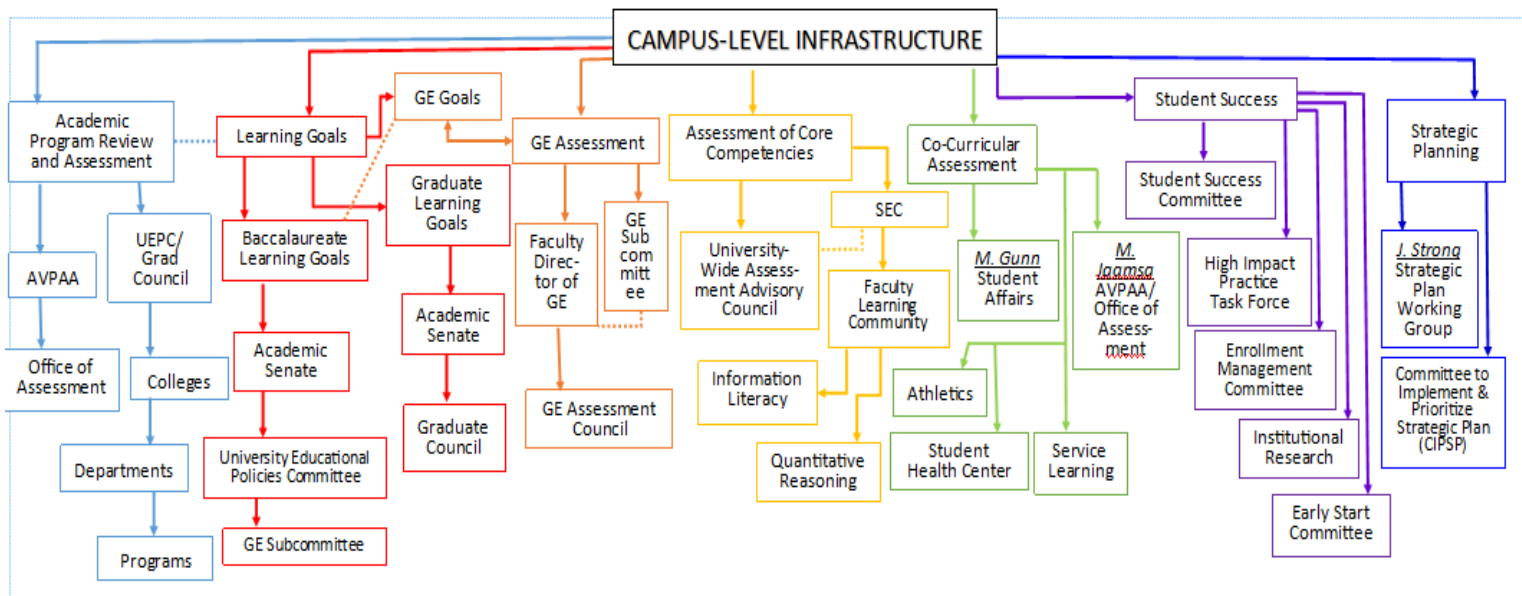 CAMPUS-LEVEL INFRASTRUCTURE
Academic
Program Review
and Assessment
AVPAA
Office of
Assessment
UEPC/
Grad
Council
Colleges
Departments
Programs
Learning Goals
Baccalaureate
Learning Goals
Academic
Senate
University Educational
Policies Committee
GE Subcommittee
Graduate
Learning
Goals
Academic
Senate
Graduate
Council
GE Goals
GE Assessment
Faculty
Direc-
tor of
GE
GE
Sub
com
mitt
ee
GE Assessment
Council
Assessment of Core
Competencies
University-
Wide Assess-
ment Advisory
Council
SEC
Faculty
Learning
Community
Information
Literacy
Quantitative
Reasoning
Co-Curricular
Assessment
M. Gunn
Student
Affairs
M.
Jaamsa
AVPAA/
Office of
Assess-
ment
Athletics
Student
Health Center
Service
Learning
Student Success
Student Success
Committee
High Impact
Practice
Task Force
Enrollment
Management
Committee
Institutional
Research
Early Start
Committee
Strategic
Planning
J. Strong
Strategic
Plan
Working
Group
Committee to
Implement &
Prioritize
Strategic Plan
(CIPSP)